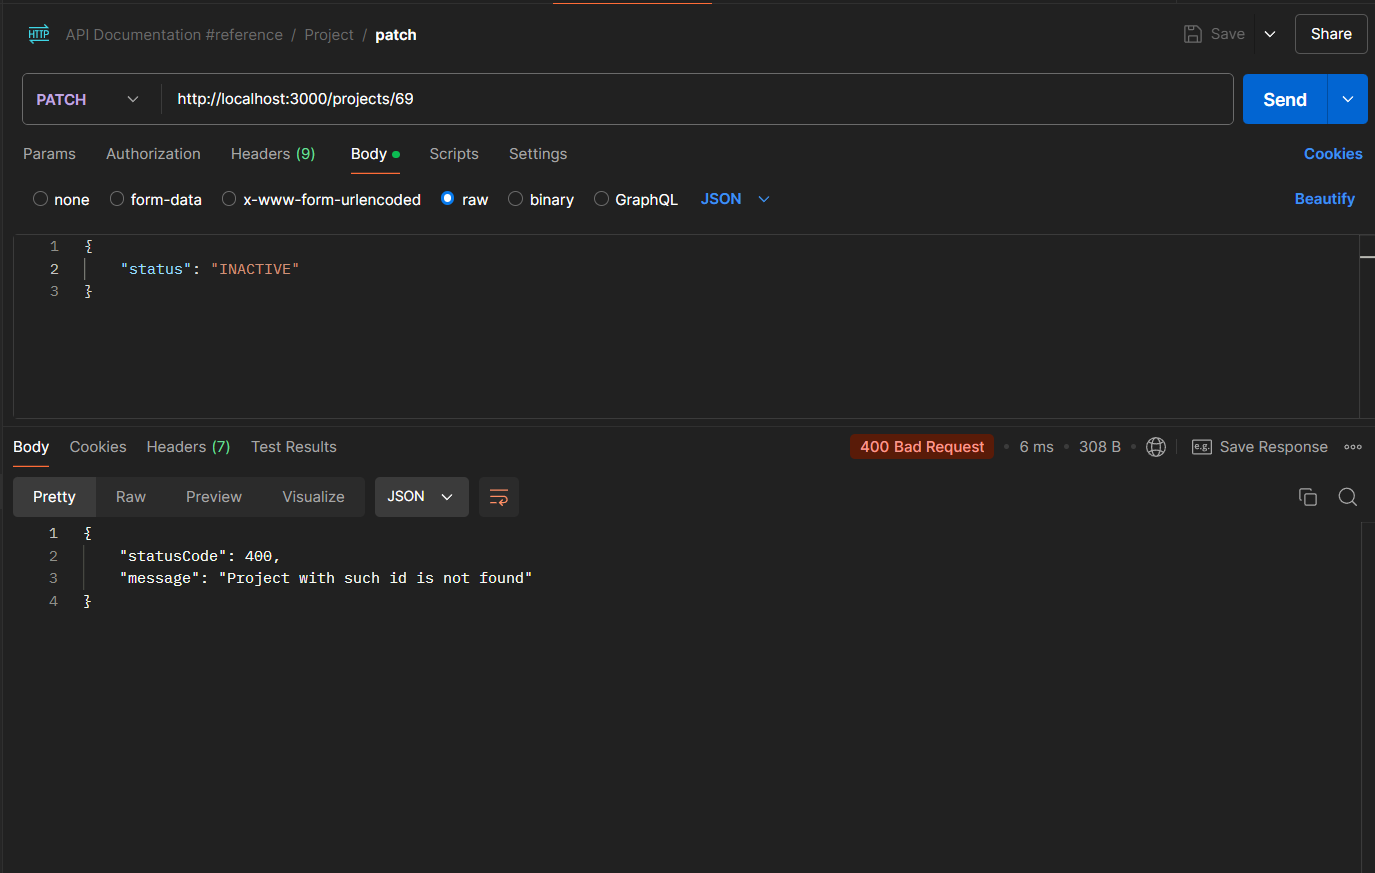 HTTP API Documentation #reference / Project / patch Save Share
PATCH http://localhost:3000/projects/69 Send
Params Authorization Headers (9) Body Scripts Settings Cookies
none form-data x-www-form-urlencoded raw binary GraphQL JSON Beautify
1 {
2 "status": "INACTIVE"
3 }
Body Cookies Headers (7) Test Results 400 Bad Request 6 ms 308 B e.g. Save Response
Pretty Raw Preview Visualize JSON
1 {
2 "statusCode": 400,
3 "message": "Project with such id is not found"
4 }